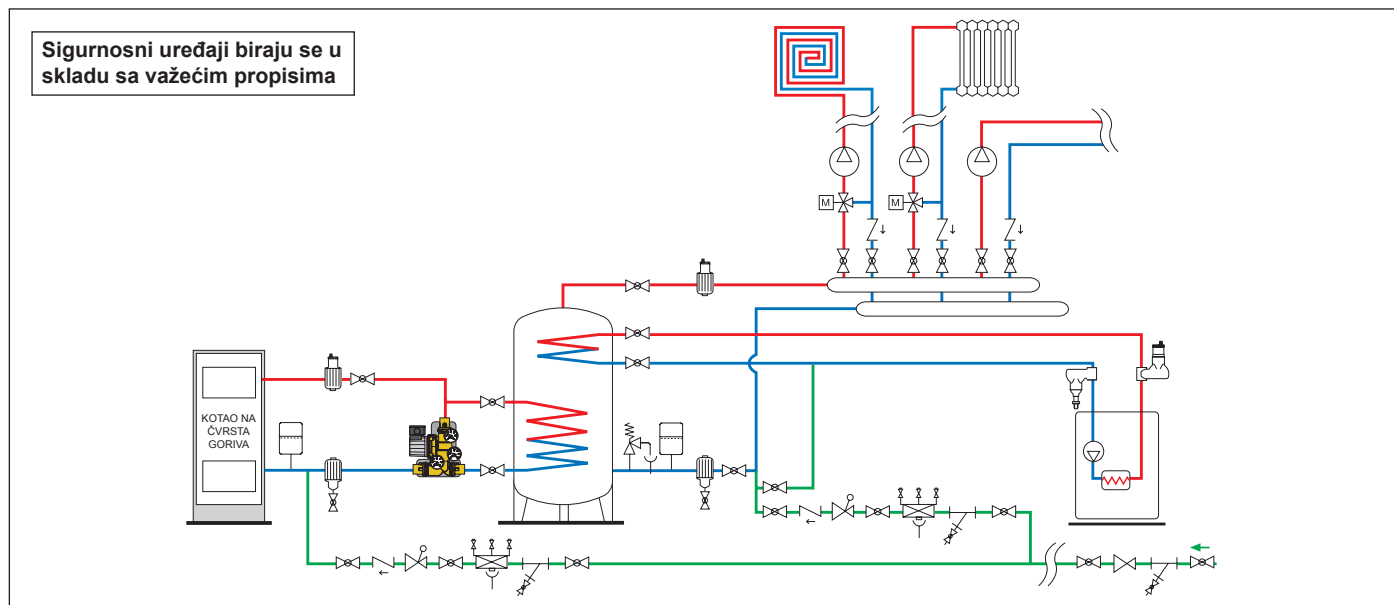 Sigurnosni uređaji biraju se u
skladu sa važećim propisima
M
M
KOTAO NA
ČVRSTA
GORIVA